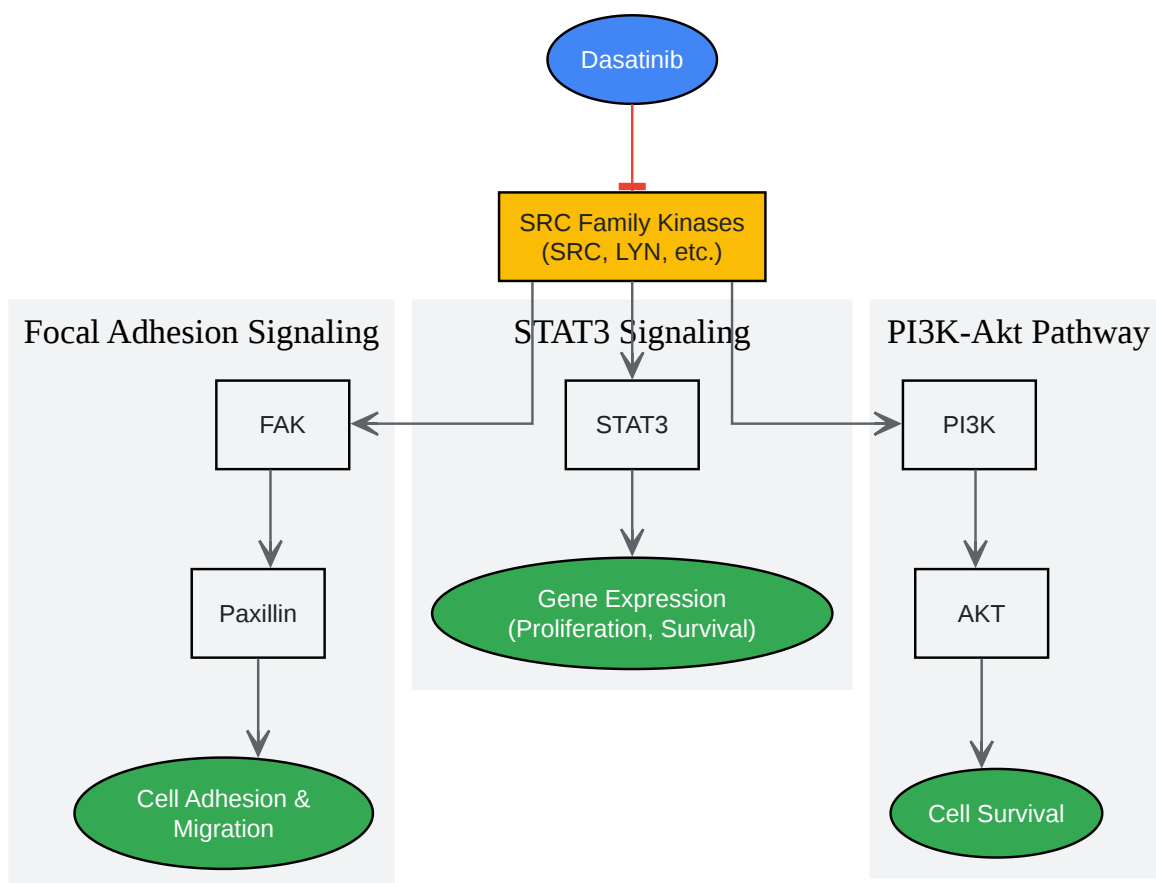 Dasatinib
SRC Family Kinases
(SRC, LYN, etc.)
Focal Adhesion Signaling
STAT3 Signaling
PI3K-Akt Pathway
FAK
STAT3
PI3K
Paxillin
Gene Expression
(Proliferation, Survival)
AKT
Cell Adhesion &
Migration
Cell Survival